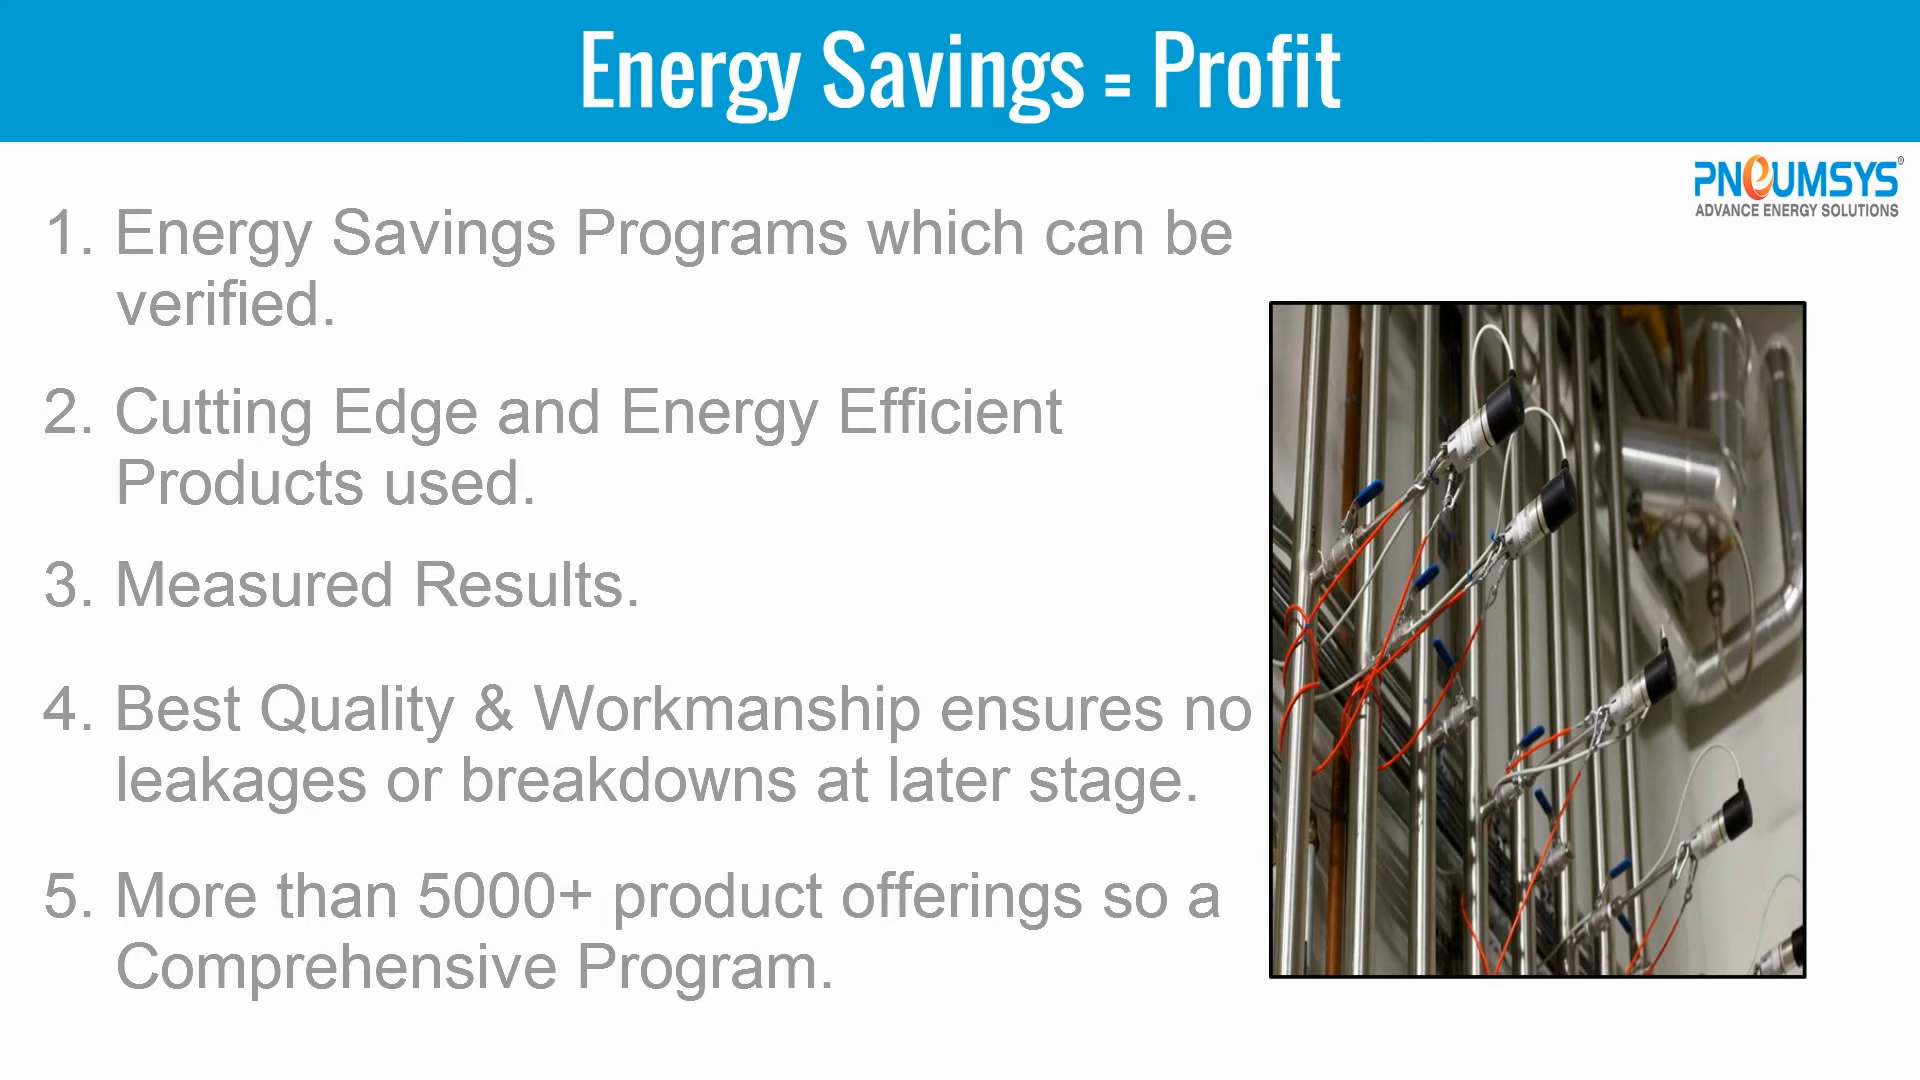 Energy Savings = Profit
PNeUMSYS®
ADVANCE ENERGY SOLUTIONS
1. Energy Savings Programs which can be
verified.
2. Cutting Edge and Energy Efficient
Products used.
3. Measured Results.
4. Best Quality & Workmanship ensures no
leakages or breakdowns at later stage.
5. More than 5000+ product offerings so a
Comprehensive Program.